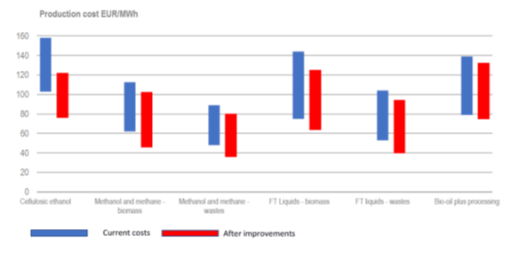 Production cost EUR/MWh
160
140
120
100
80
60
40
20
0
Cellulosic ethanol
Methanol and methane -
biomass
Methanol and methane -
wastes
FT Liquids - biomass
FT liquids - wastes
Bio-oil plus processing
Current costs
After improvements